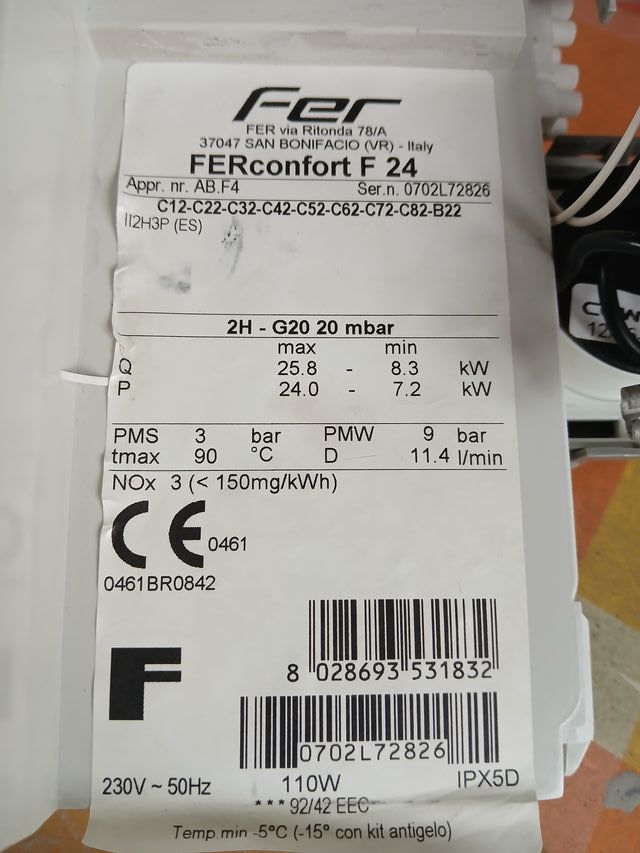 Fer
FER via Ritonda 78/A
37047 SAN BONIFACIO (VR) - Italy
FERconfort F 24
Appr. nr. AB.F4 Ser.n. 0702L72826
C12-C22-C32-C42-C52-C62-C72-C82-B22
II2H3P (ES)
2H - G20 20 mbar
max min
Q 25.8 - 8.3 kW
P 24.0 - 7.2 kW
PMS 3 bar PMW 9 bar
tmax 90 °C D 11.4 l/min
NOx 3 (< 150mg/kWh)
CE 0461
0461BR0842
8 028693 531832
F
0702L72826
230V ~ 50Hz 110W IPX5D
*** 92/42 EEC
Temp.min -5°C (-15° con kit antigelo)